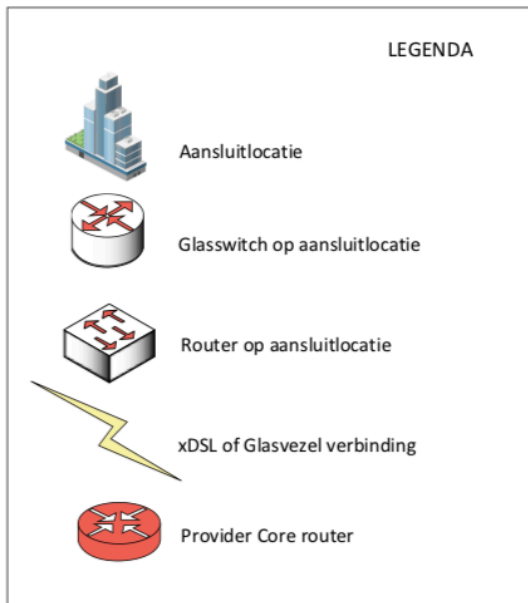 LEGENDA
Aansluitlocatie
Glasswitch op aansluitlocatie
Router op aansluitlocatie
xDSL of Glasvezel verbinding
Provider Core router